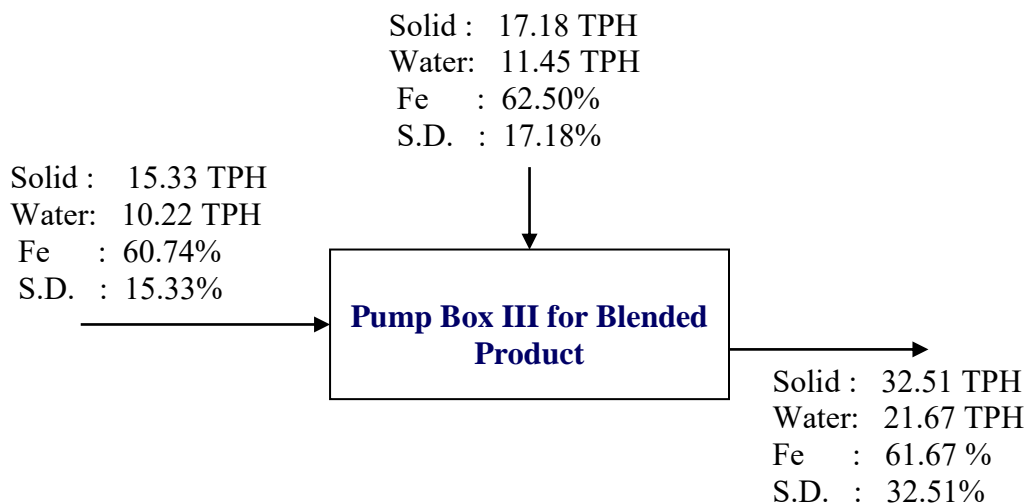 Solid : 17.18 TPH
Water: 11.45 TPH
Fe : 62.50%
S.D. : 17.18%
Solid : 15.33 TPH
Water: 10.22 TPH
Fe : 60.74%
S.D. : 15.33%
Pump Box III for Blended
Product
Solid : 32.51 TPH
Water: 21.67 TPH
Fe : 61.67 %
S.D. : 32.51%